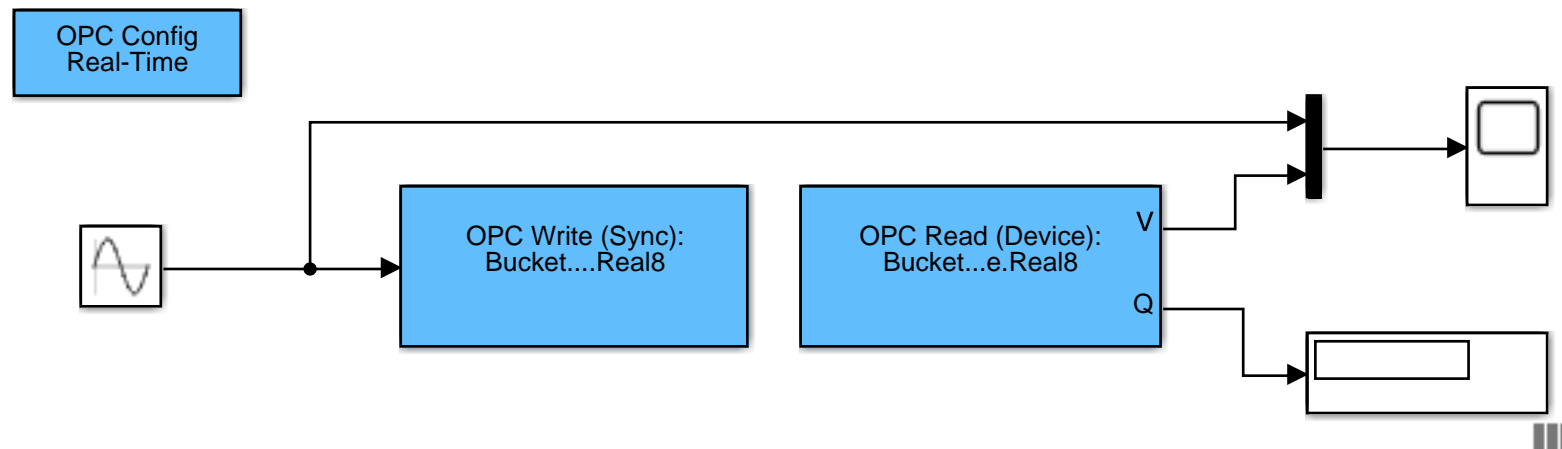 OPC Config
Real-Time
OPC Write (Sync):
Bucket....Real8
OPC Read (Device):
Bucket...e.Real8
V
Q